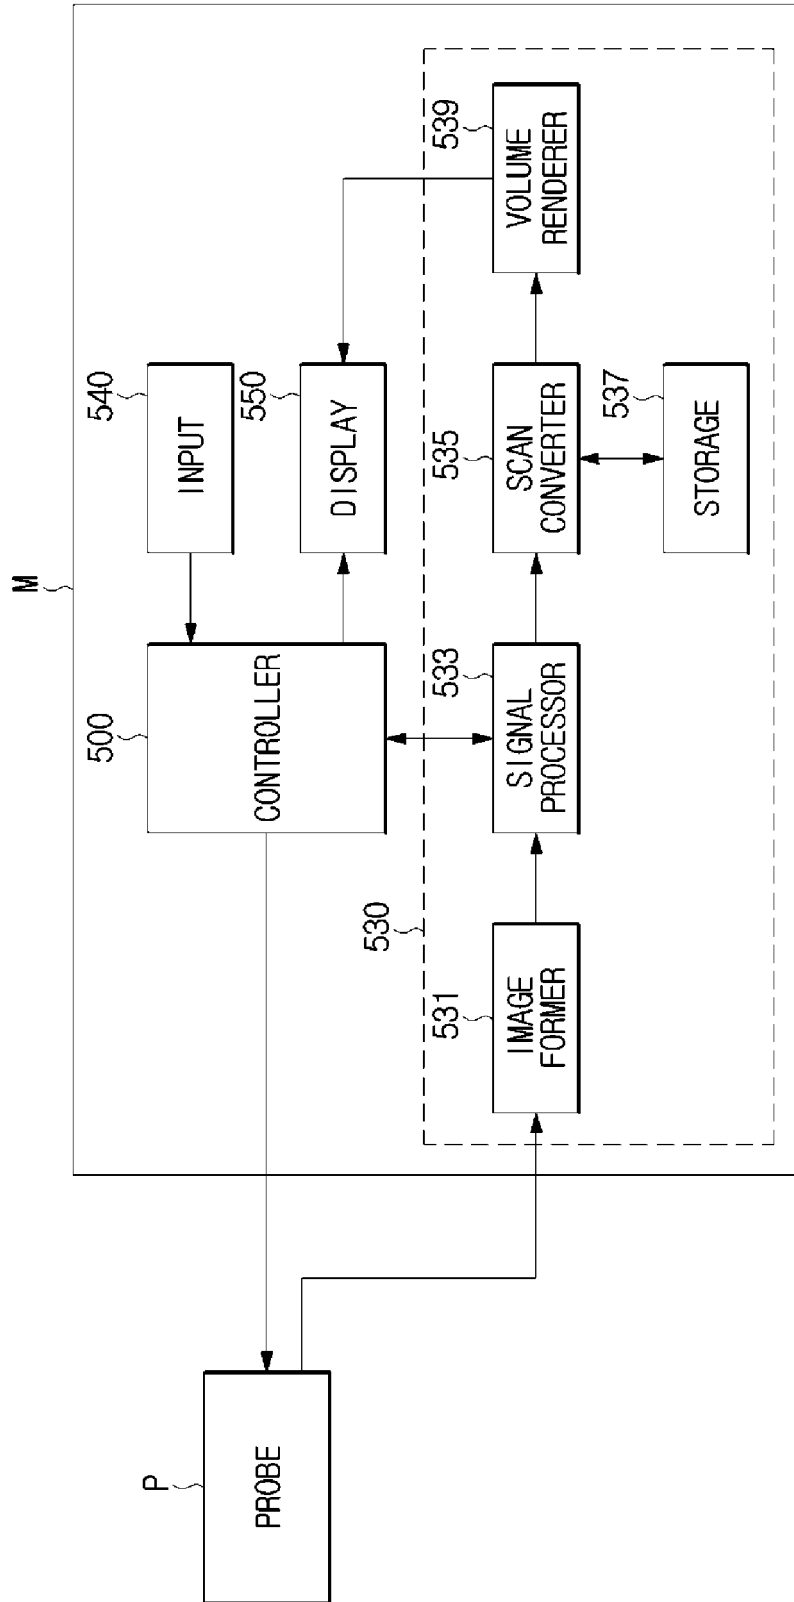 M
500
CONTROLLER
540
INPUT
550
DISPLAY
P
PROBE
530
531
IMAGE
FORMER
533
SIGNAL
PROCESSOR
535
SCAN
CONVERTER
539
VOLUME
RENDERER
537
STORAGE